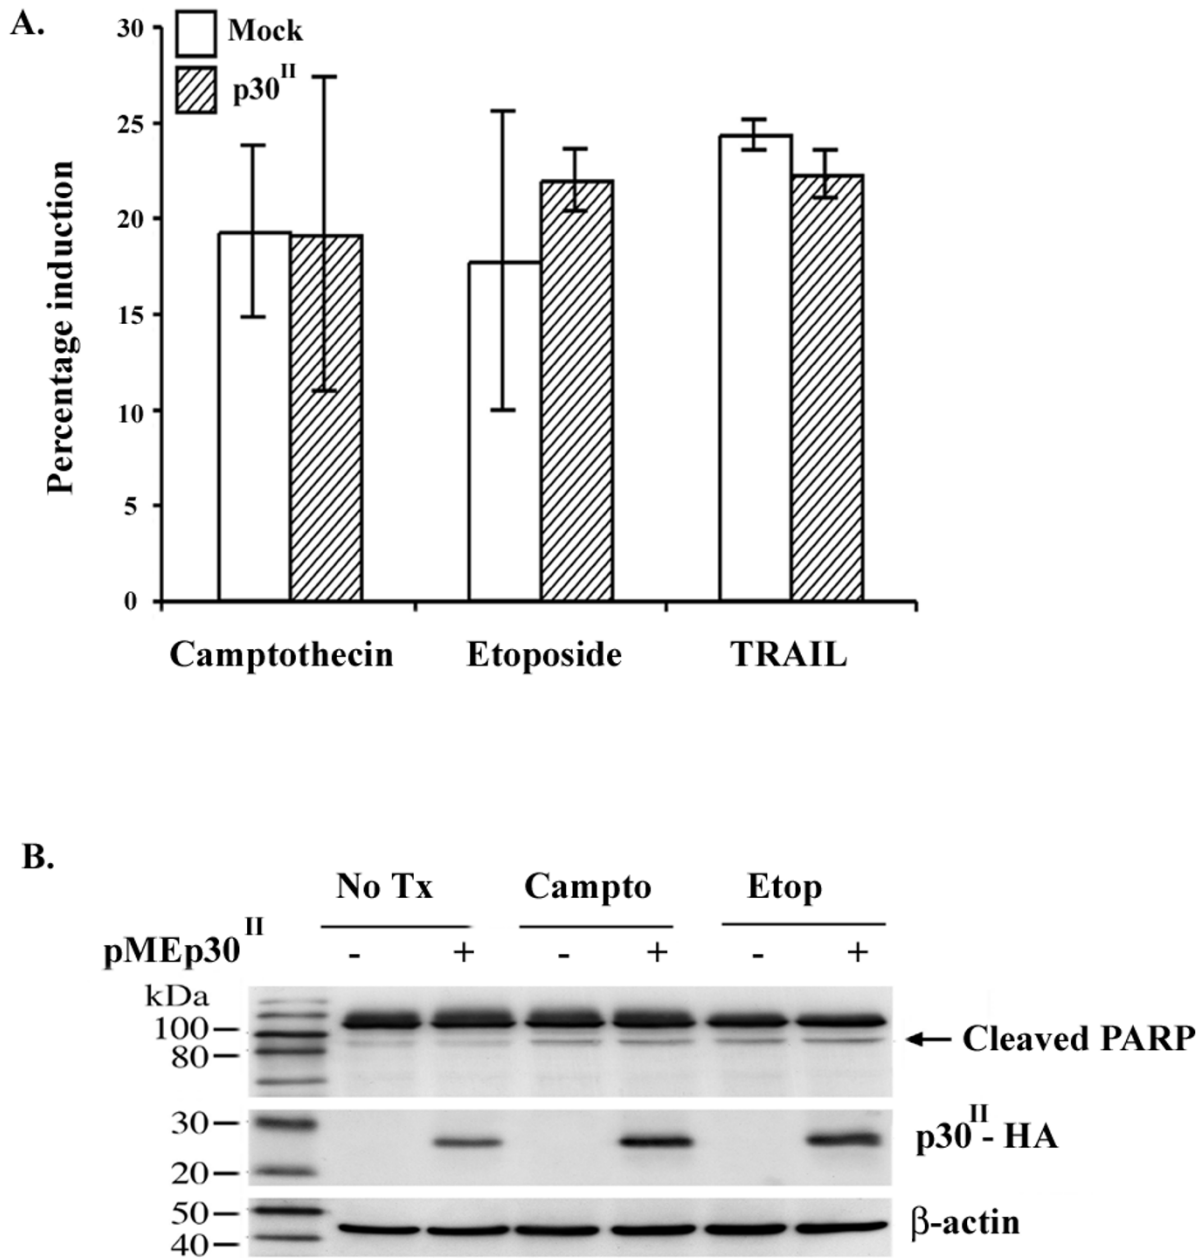 A.
Mock
p30II
30
25
20
15
10
5
0
Percentage induction
Camptothecin Etoposide TRAIL
B.
No Tx Campto Etop
pMEp30II - + - + - +
kDa
100
80
Cleaved PARP
30
20
p30II- HA
50
40
β-actin